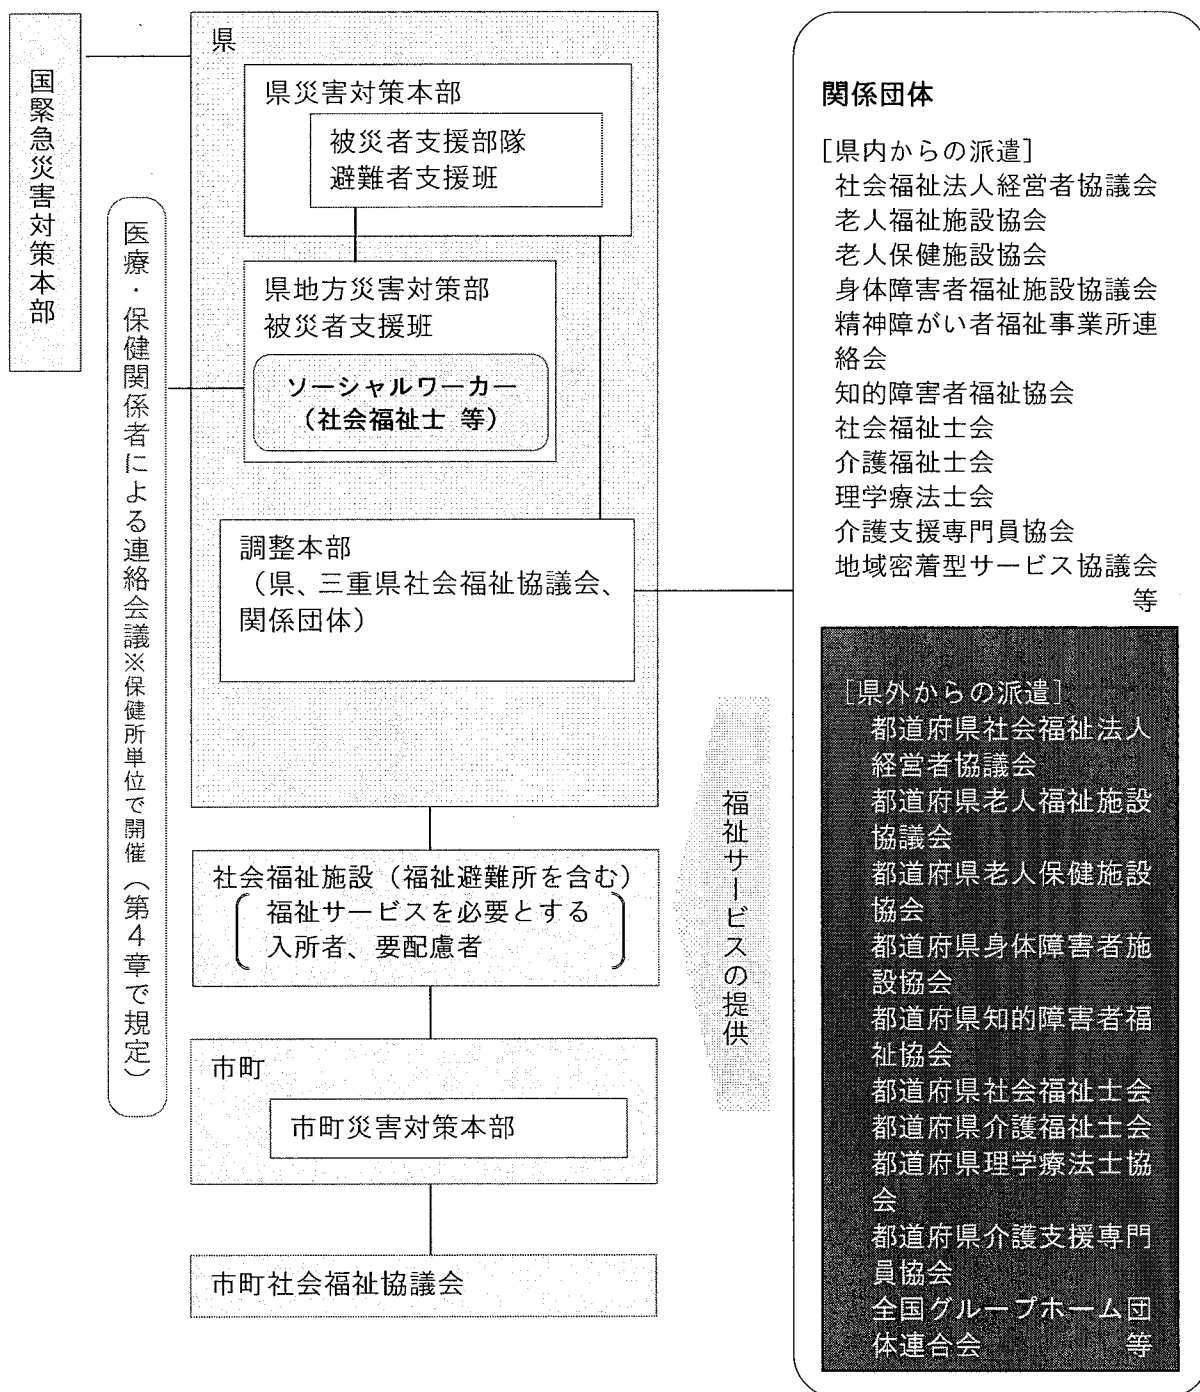 国緊急災害対策本部
医療・保健関係者による連絡会議※保健所単位で開催(第4章で規定)
県
県災害対策本部
被災者支援部隊
避難者支援班
県地方災害対策部
被災者支援班
ソーシャルワーカー
(社会福祉士 等)
調整本部
(県、三重県社会福祉協議会、
関係団体)
社会福祉施設(福祉避難所を含む)
福祉サービスを必要とする
入所者、要配慮者
市町
市町災害対策本部
市町社会福祉協議会
福祉サービスの提供
関係団体
[県内からの派遣]
社会福祉法人経営者協議会
老人福祉施設協会
老人保健施設協会
身体障害者福祉施設協議会
精神障がい者福祉事業所連
絡会
知的障害者福祉協会
社会福祉士会
介護福祉士会
理学療法士会
介護支援専門員協会
地域密着型サービス協議会
等
[県外からの派遣]
都道府県社会福祉法人
経営者協議会
都道府県老人福祉施設
協議会
都道府県老人保健施設
協会
都道府県身体障害者施
設協会
都道府県知的障害者福
祉協会
都道府県社会福祉士会
都道府県介護福祉士会
都道府県理学療法士協
会
都道府県介護支援専門
員協会
全国グループホーム団
体連合会 等